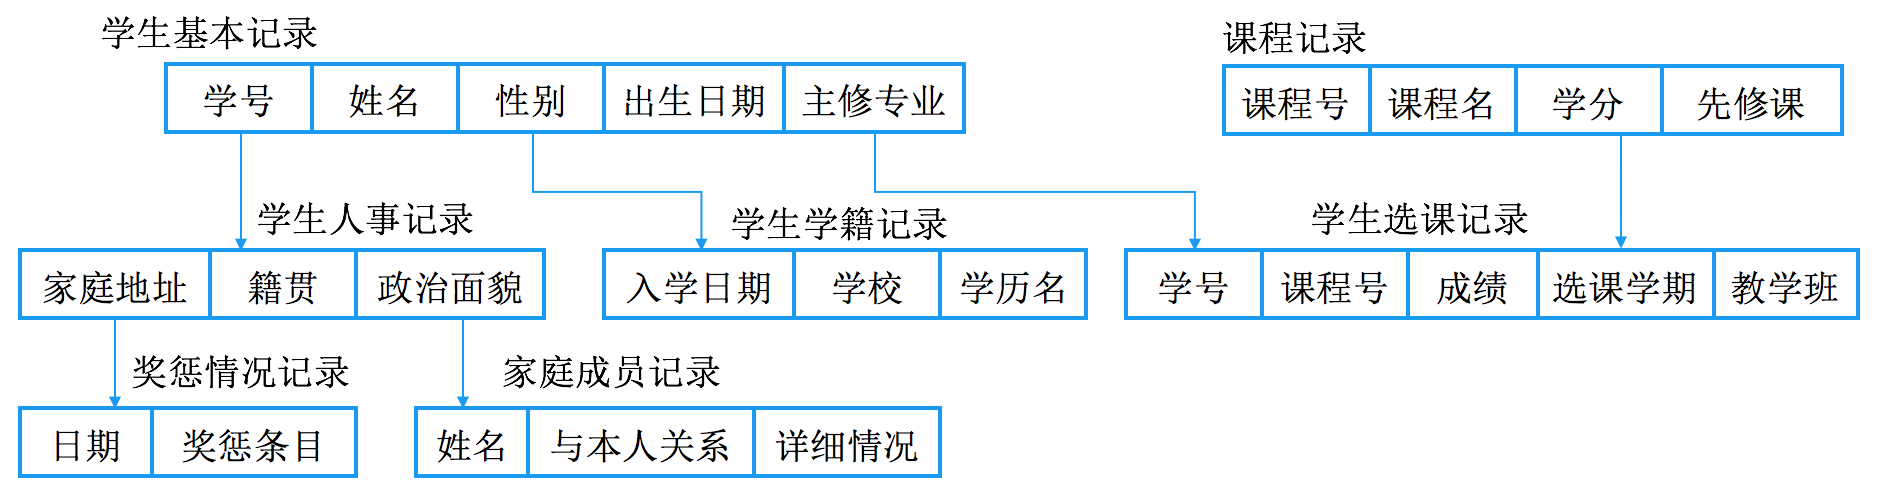 学生基本记录
课程记录
学号 姓名 性别 出生日期 主修专业
课程号 课程名 学分 先修课
学生人事记录
学生学籍记录
学生选课记录
家庭地址 籍贯 政治面貌
入学日期 学校 学历名
学号 课程号 成绩 选课学期 教学班
奖惩情况记录
家庭成员记录
日期 奖惩条目
姓名 与本人关系 详细情况